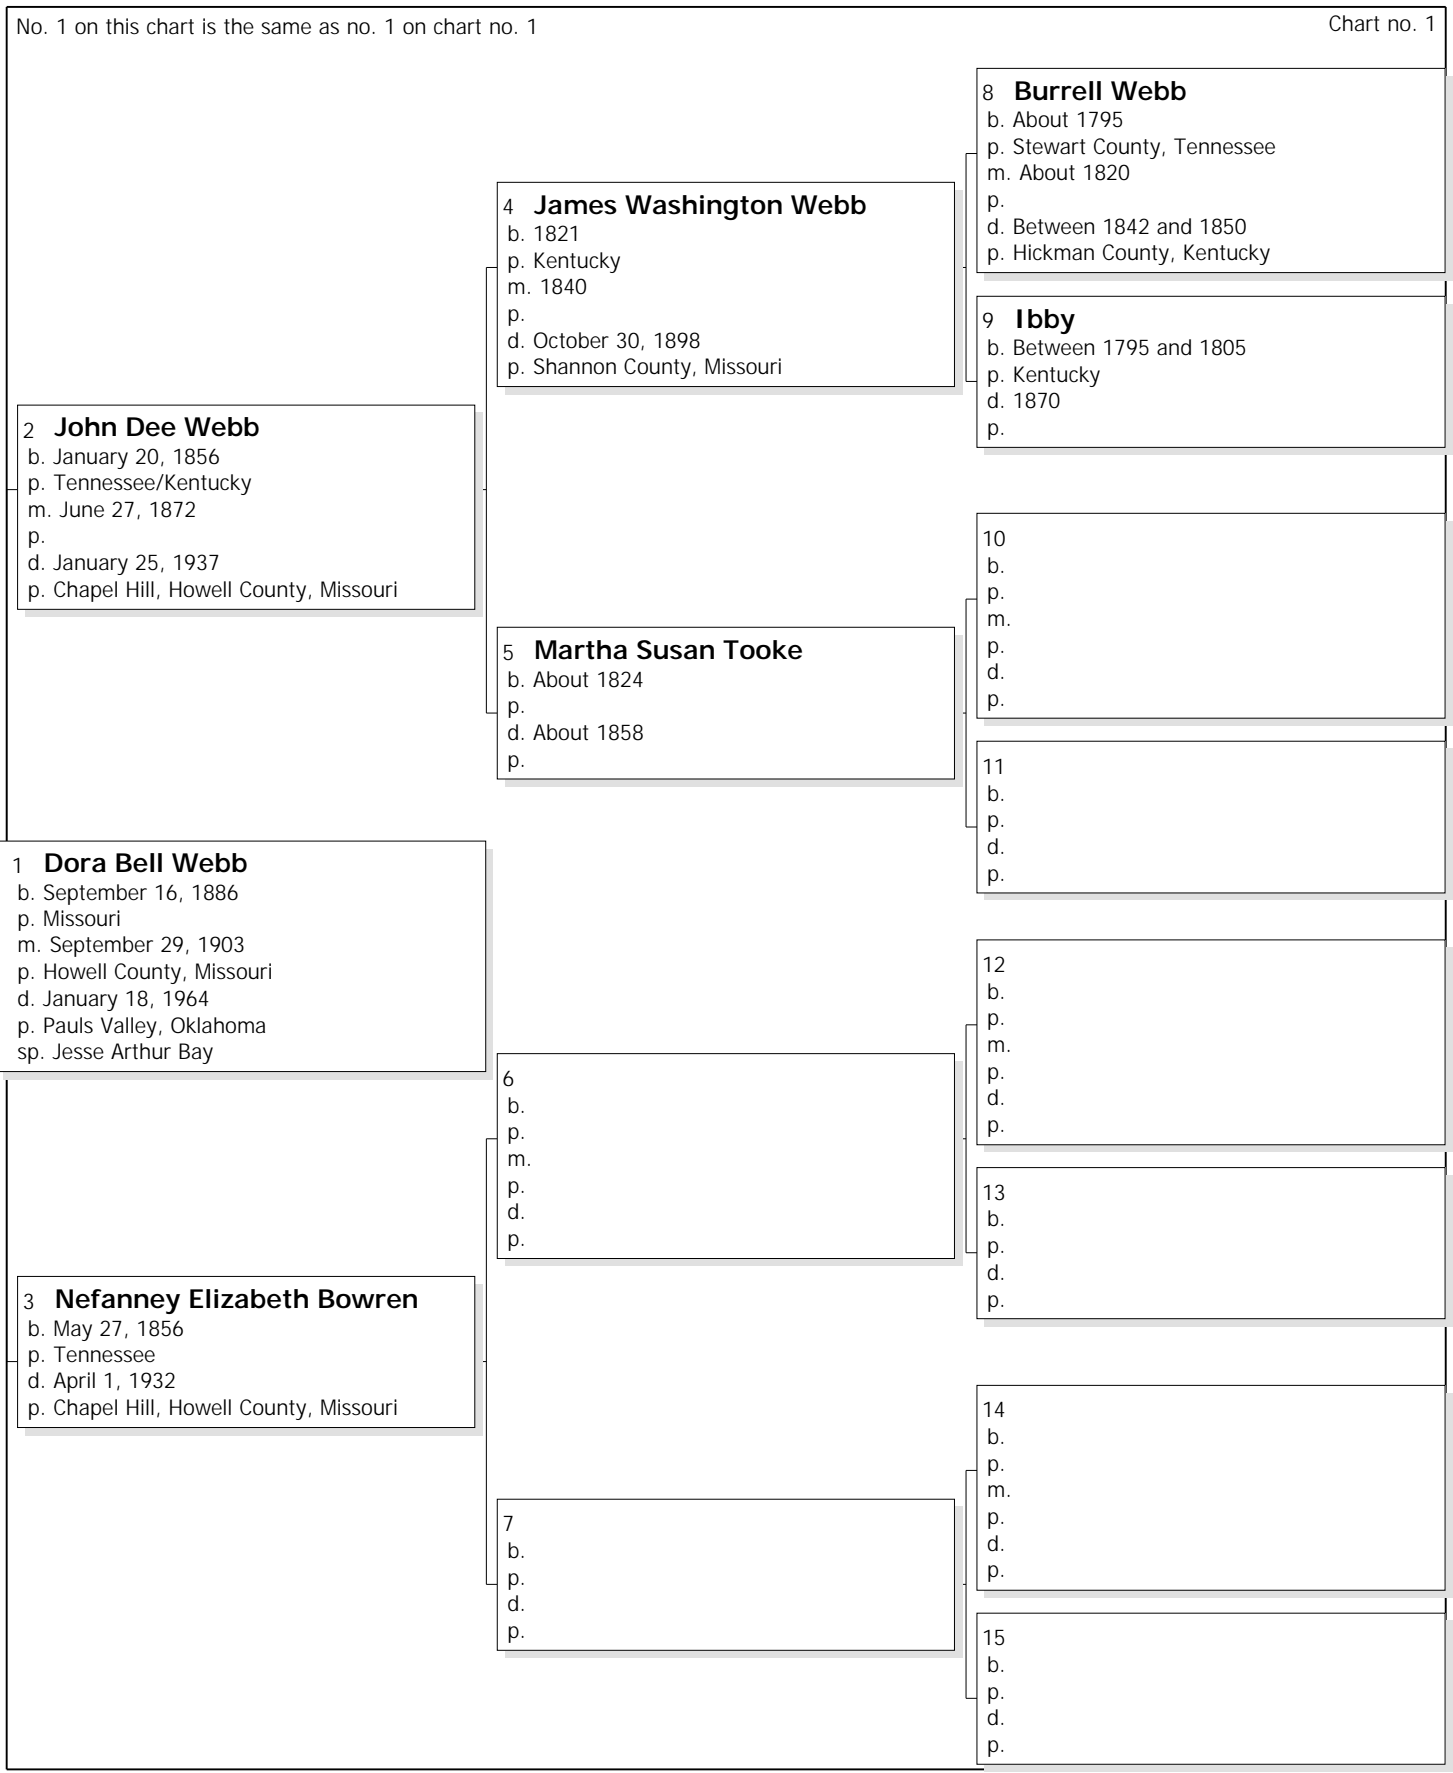 No. 1 on this chart is the same as no. 1 on chart no. 1
Chart no. 1
8 Burrell Webb
b. About 1795
p. Stewart County, Tennessee
m. About 1820
p.
d. Between 1842 and 1850
p. Hickman County, Kentucky
4 James Washington Webb
b. 1821
p. Kentucky
m. 1840
p.
d. October 30, 1898
p. Shannon County, Missouri
9 Ibby
b. Between 1795 and 1805
p. Kentucky
d. 1870
p.
2 John Dee Webb
b. January 20, 1856
p. Tennessee/Kentucky
m. June 27, 1872
p.
d. January 25, 1937
p. Chapel Hill, Howell County, Missouri
10
b.
p.
m.
p.
d.
p.
5 Martha Susan Tooke
b. About 1824
p.
d. About 1858
p.
11
b.
p.
d.
p.
1 Dora Bell Webb
b. September 16, 1886
p. Missouri
m. September 29, 1903
p. Howell County, Missouri
d. January 18, 1964
p. Pauls Valley, Oklahoma
sp. Jesse Arthur Bay
12
b.
p.
m.
p.
d.
p.
6
b.
p.
m.
p.
d.
p.
13
b.
p.
d.
p.
3 Nefanney Elizabeth Bowren
b. May 27, 1856
p. Tennessee
d. April 1, 1932
p. Chapel Hill, Howell County, Missouri
14
b.
p.
m.
p.
d.
p.
7
b.
p.
d.
p.
15
b.
p.
d.
p.